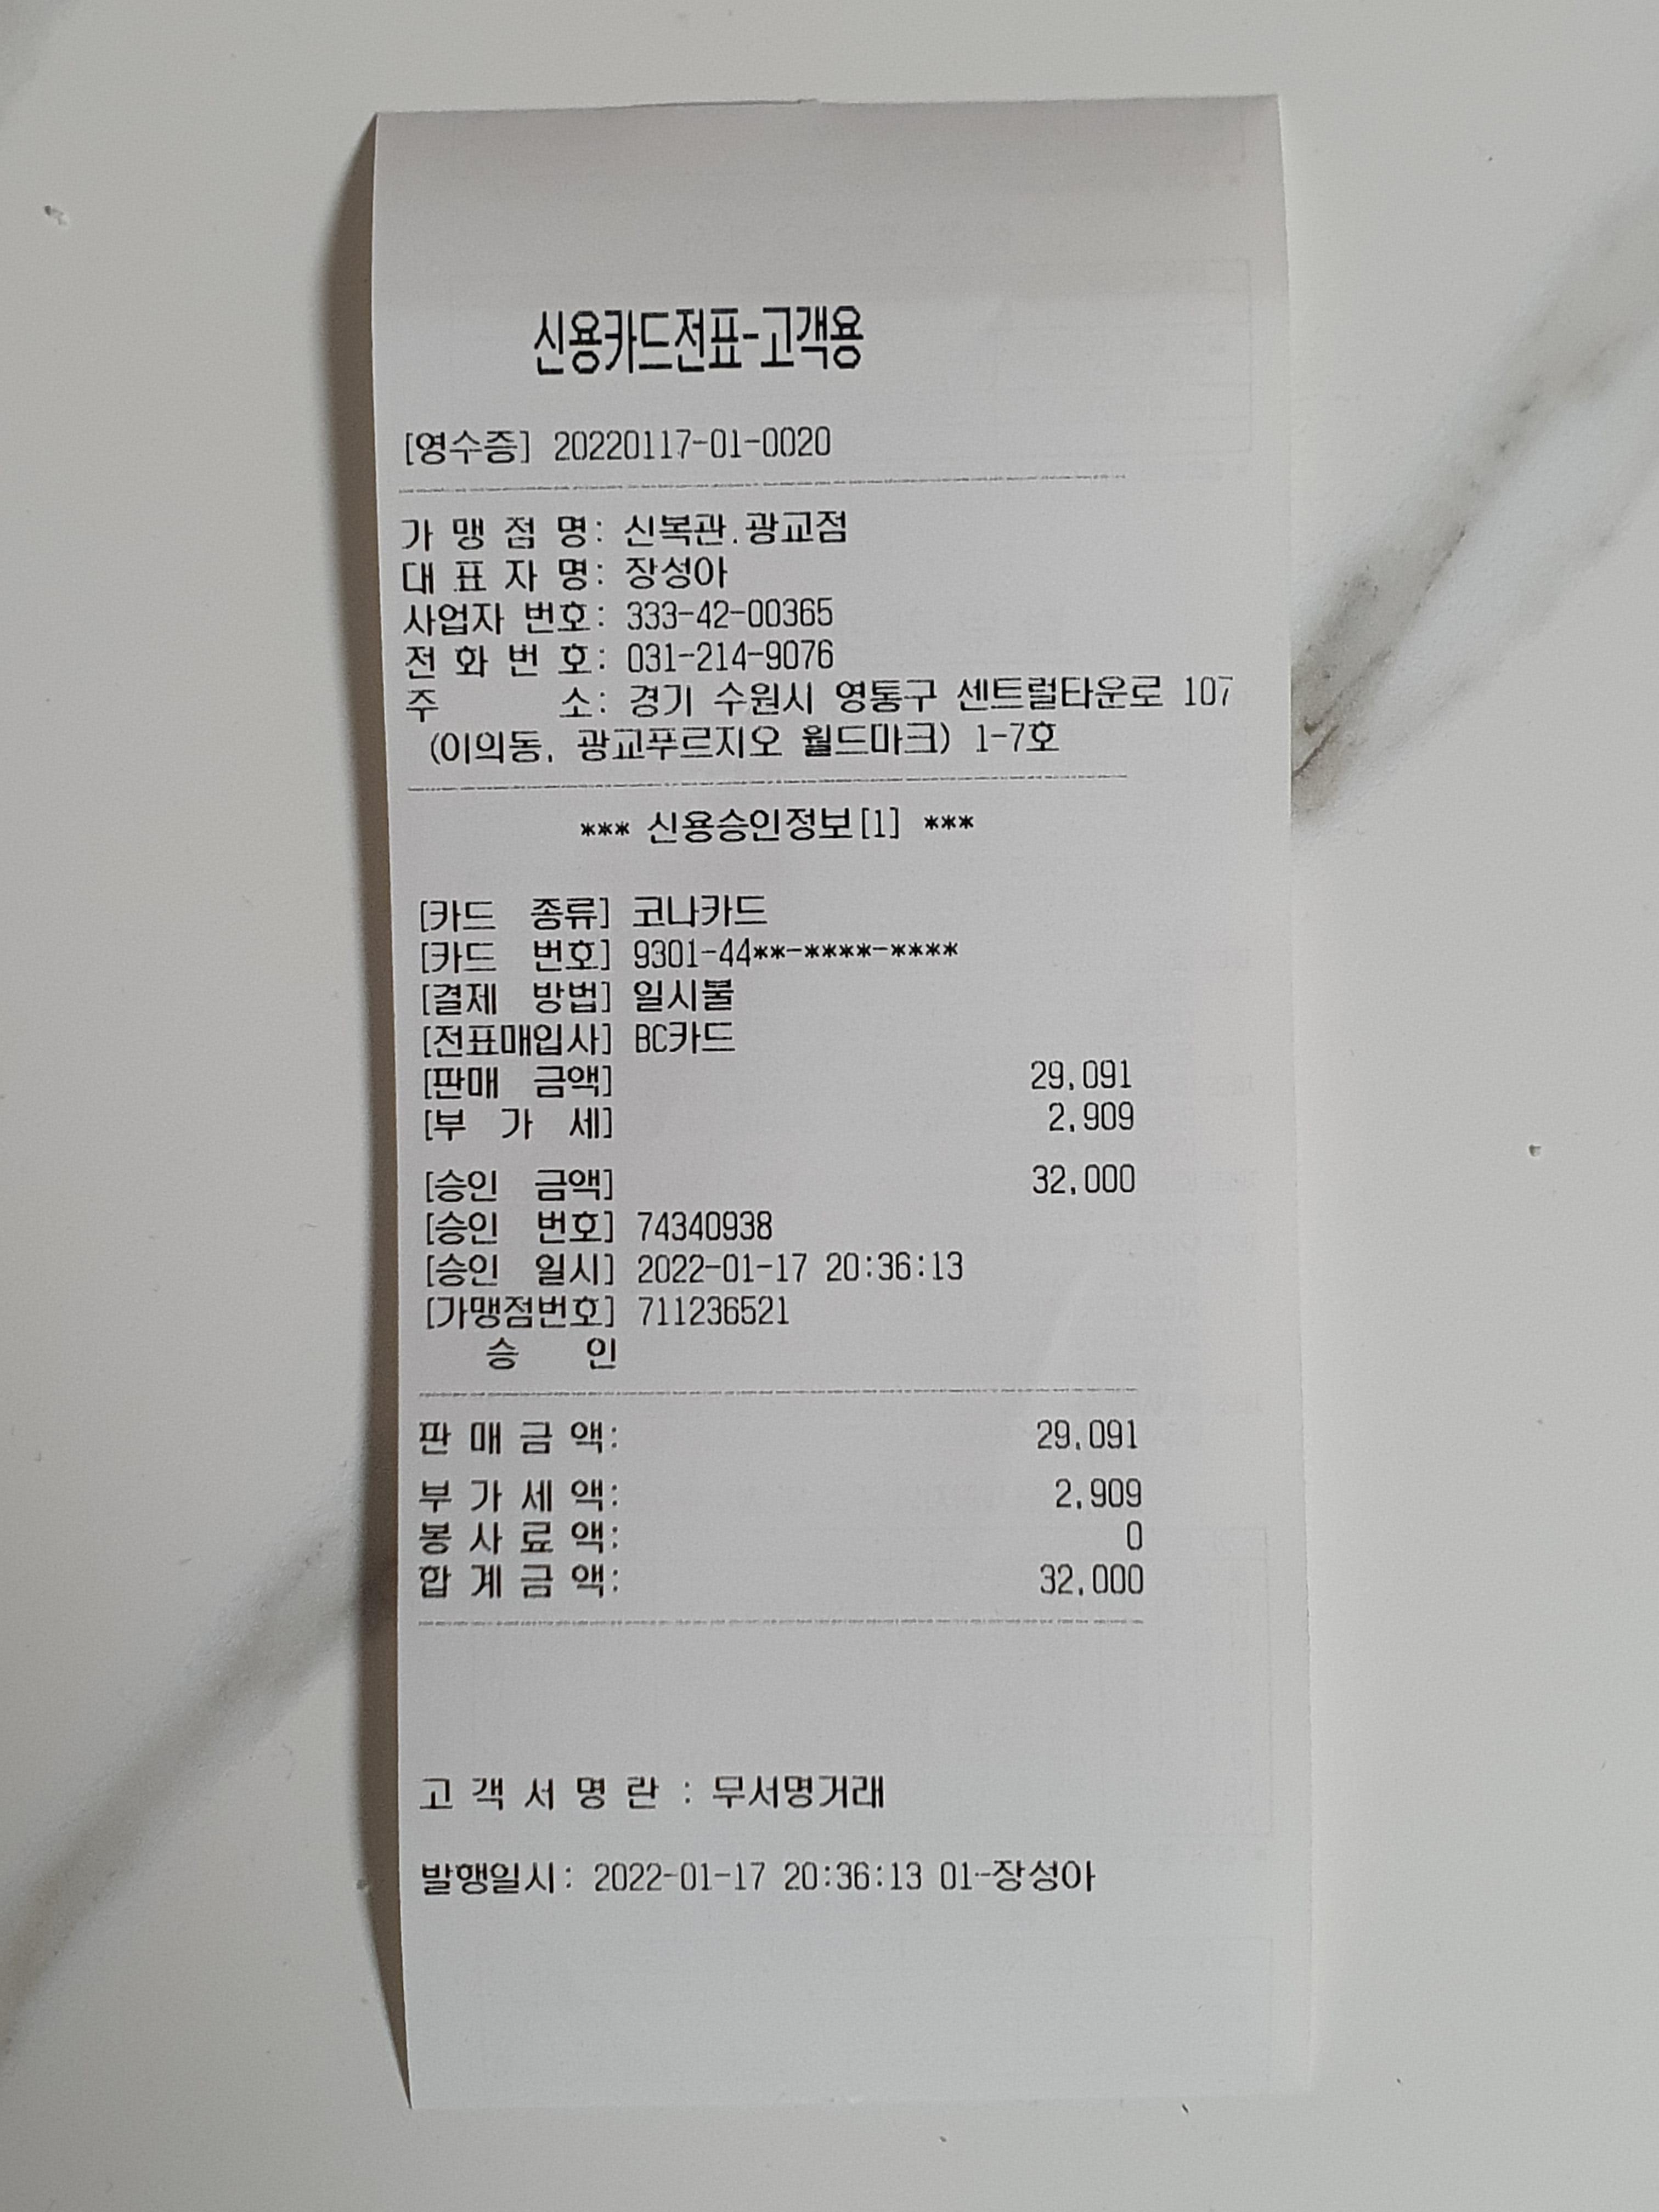 신용카드전표-고객용
[영수증] 20220117-01-0020
가 맹 점 명: 신복관.광교점
대 표 자 명: 장성아
사업자 번호: 333-42-00365
전 화 번 호: 031-214-9076
주 소: 경기 수원시 영통구 센트럴타운로 107
(이의동, 광교푸르지오 월드마크) 1-7호
*** 신용승인정보[1] ***
[카드 종류] 코나카드
[카드 번호] 9301-44**-****-****
[결제 방법] 일시불
[전표매입사] BC카드
[판매 금액] 29,091
[부 가 세] 2,909
[승인 금액] 32,000
[승인 번호] 74340938
[승인 일시] 2022-01-17 20:36:13
[가맹점번호] 711236521
승 인
판 매 금 액: 29,091
부 가 세 액: 2,909
봉 사 료 액: 0
합 계 금 액: 32,000
고 객 서 명 란 : 무서명거래
발행일시: 2022-01-17 20:36:13 01-장성아